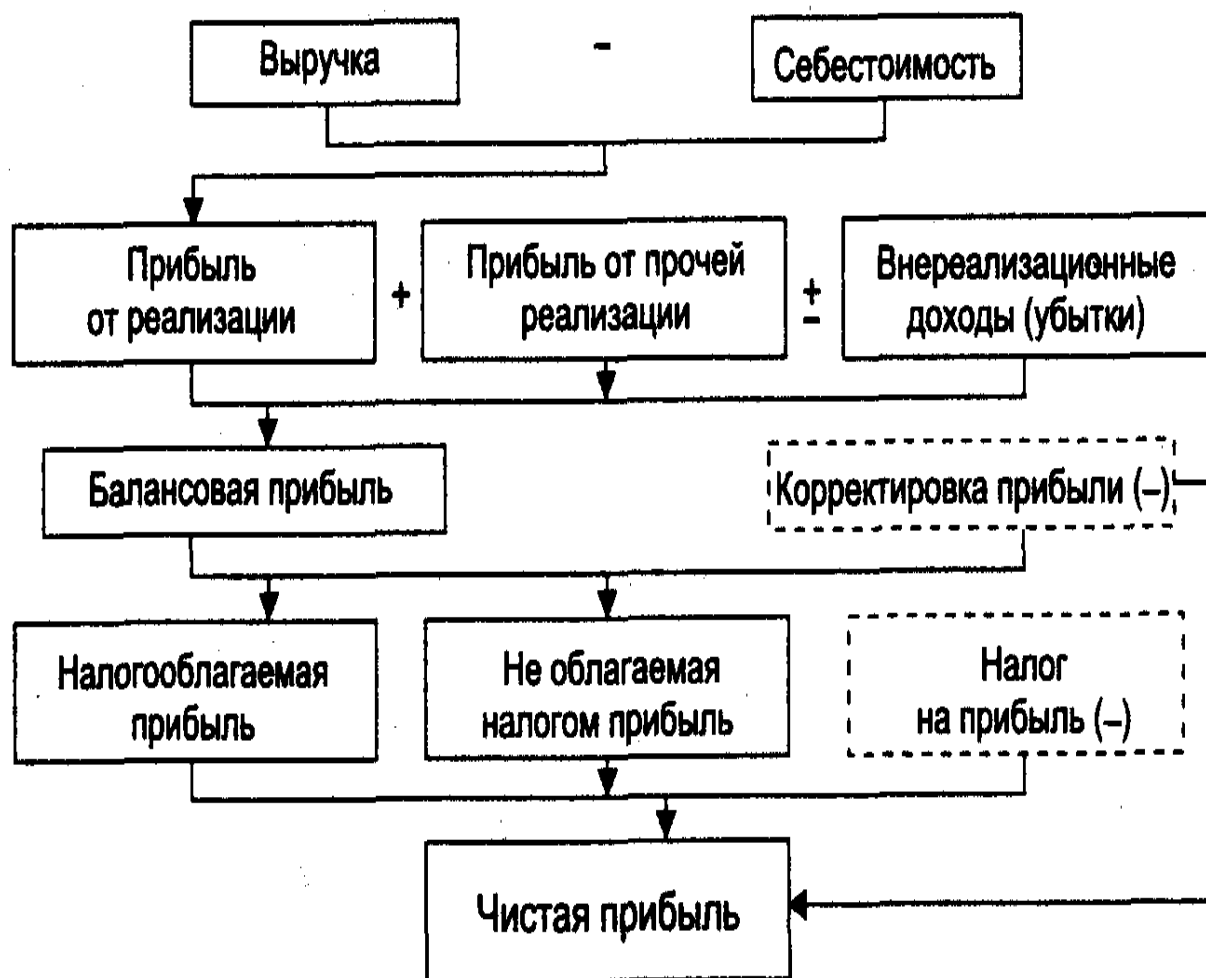 Выручка
-
Себестоимость
Прибыль
от реализации
+
Прибыль от прочей
реализации
±
Внереализационные
доходы (убытки)
Балансовая прибыль
Корректировка прибыли (–)
Налогооблагаемая
прибыль
Не облагаемая
налогом прибыль
Налог
на прибыль (–)
Чистая прибыль